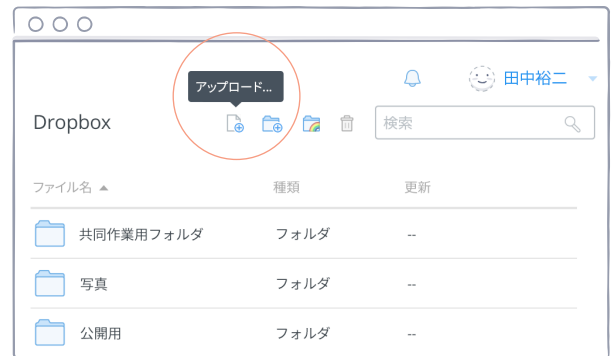 アップロード...
田中裕二
Dropbox
検索
ファイル名 種類 更新
共同作業用フォルダ フォルダ --
写真 フォルダ --
公開用 フォルダ --